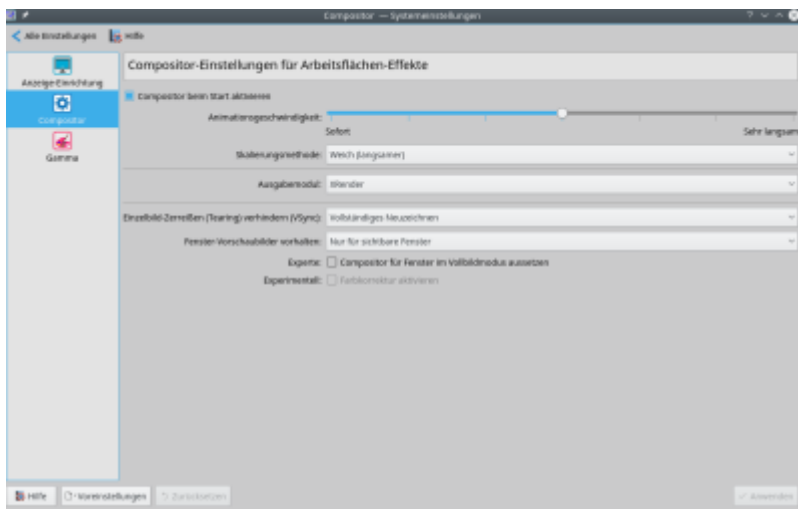 Compositor — Systemeinstellungen
Alle Einstellungen Hilfe
Compositor-Einstellungen für Arbeitsflächen-Effekte
Anzeige-Einrichtung
Compositor
Gamma
Compositor beim Start aktivieren
Animationsgeschwindigkeit:
Sofort Sehr langsam
Skalierungsmethode: Weich (langsamer)
Ausgabemodul: XRender
Einzelbild-Zerreißen (Tearing) verhindern (VSync): Vollständiges Neuzeichnen
Fenster-Vorschaubilder vorhalten: Nur für sichtbare Fenster
Experte: Compositor für Fenster im Vollbildmodus aussetzen
Experimentell: Farbkorrektur aktivieren
Hilfe Voreinstellungen Zurücksetzen Anwenden